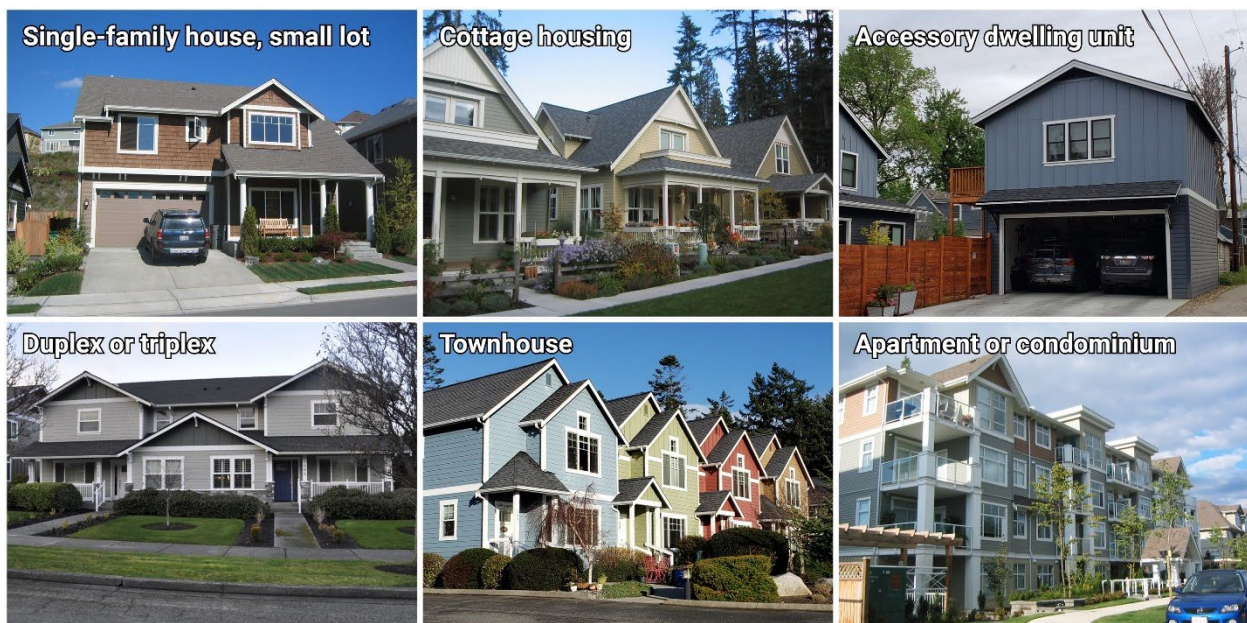 Single-family house, small lot
Cottage housing
Accessory dwelling unit
Duplex or triplex
Townhouse
Apartment or condominium